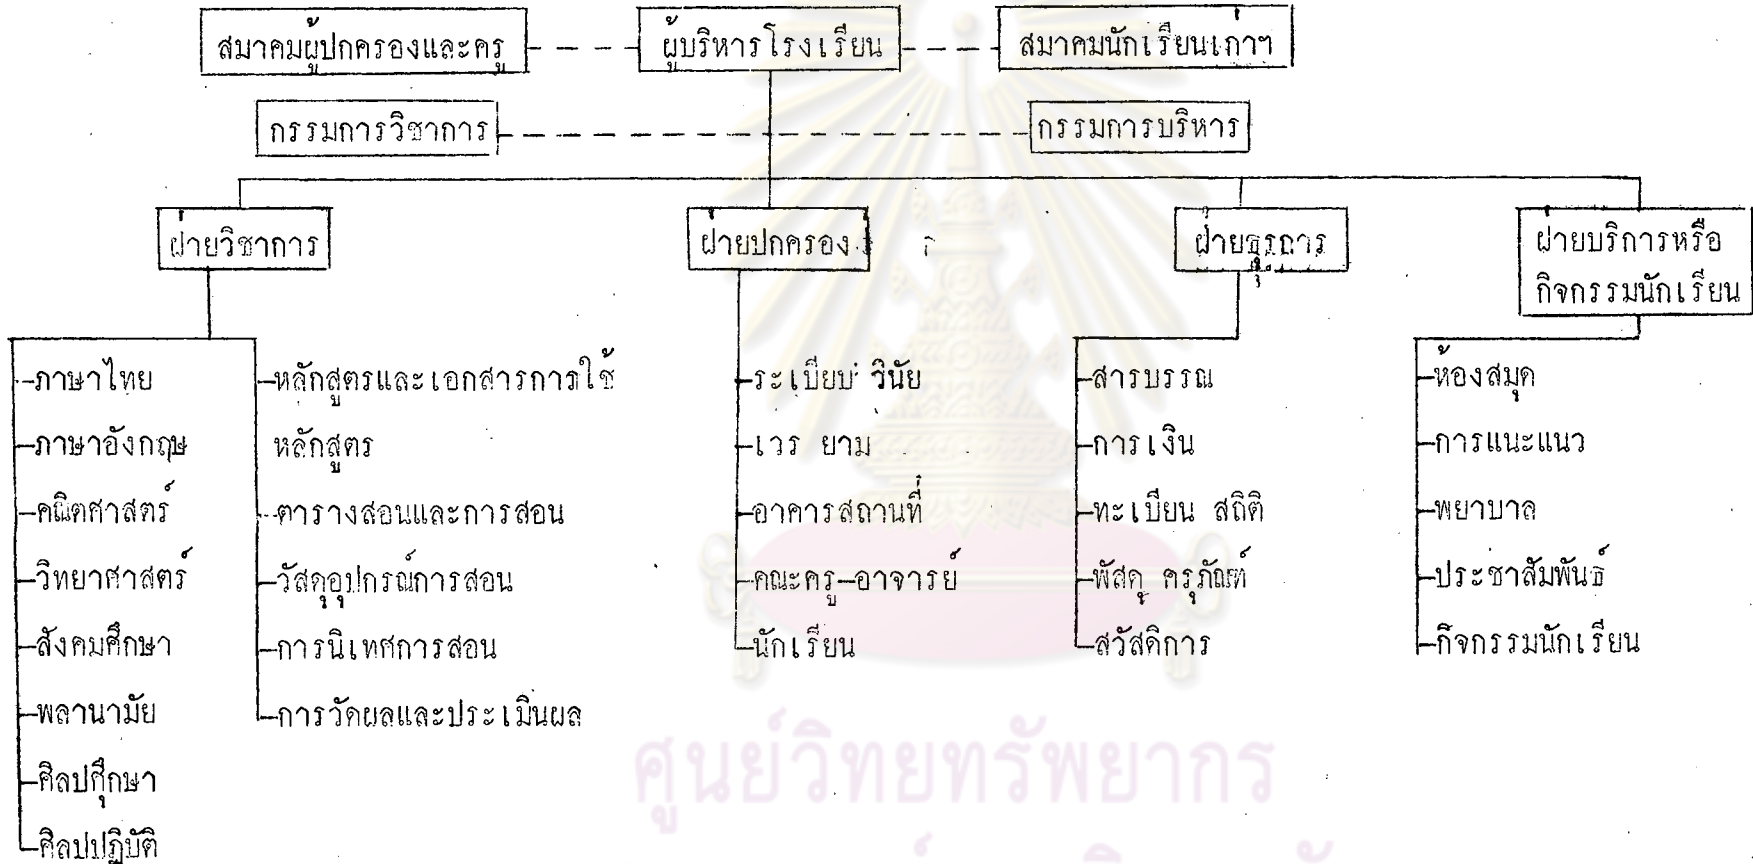 สมาคมผู้ปกครองและครู
ผู้บริหารโรงเรียน
สมาคมนักเรียนเก่าฯ
กรรมการวิชาการ
กรรมการบริหาร
ฝ่ายวิชาการ
ฝ่ายปกครอง
ฝ่ายธุรการ
ฝ่ายบริการหรือ
กิจกรรมนักเรียน
ภาษาไทย
ภาษาอังกฤษ
คณิตศาสตร์
วิทยาศาสตร์
สังคมศึกษา
พลานามัย
ศิลปศึกษา
ศิลปปฏิบัติ
หลักสูตรและเอกสารการใช้
หลักสูตร
ตารางสอนและการสอน
วัสดุอุปกรณ์การสอน
การนิเทศการสอน
การวัดผลและประเมินผล
ระเบียบ วินัย
เวร ยาม
อาคารสถานที่
คณะครู-อาจารย์
นักเรียน
สารบรรณ
การเงิน
ทะเบียน สถิติ
พัสดุ ครุภัณฑ์
สวัสดิการ
ห้องสมุด
การแนะแนว
พยาบาล
ประชาสัมพันธ์
กิจกรรมนักเรียน
ศูนย์วิทยทรัพยากร